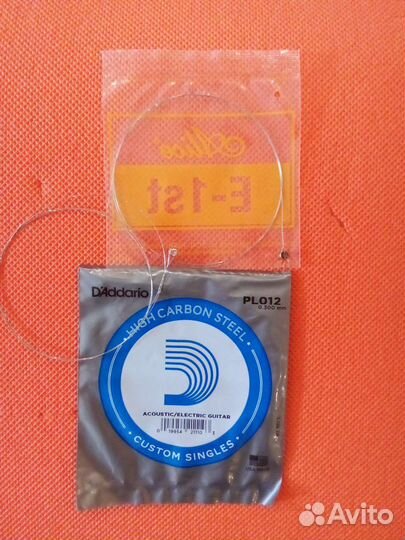 Alice
E-1st
D'Addario
PL012
0.300 mm
HIGH CARBON STEEL
ACOUSTIC/ELECTRIC GUITAR
CUSTOM SINGLES
Avito